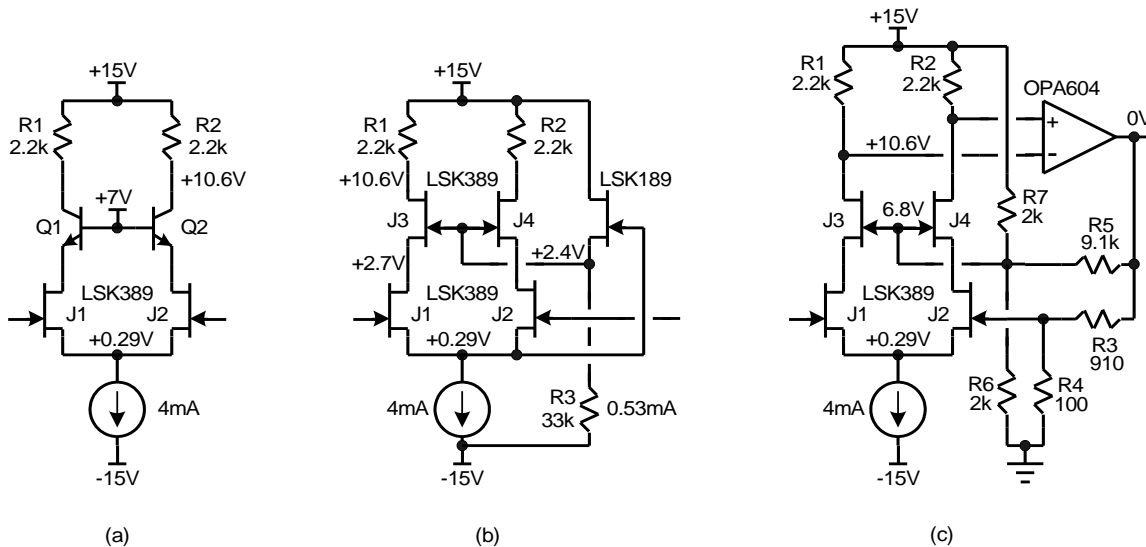 +15V
R1
2.2k
R2
2.2k
+10.6V
+7V
Q1
Q2
LSK389
J1
J2
+0.29V
4mA
-15V
(a)
+15V
R1
2.2k
R2
2.2k
+10.6V
LSK389
LSK189
J3
J4
+2.7V
+2.4V
LSK389
J1
J2
+0.29V
4mA
R3
33k
0.53mA
-15V
(b)
+15V
R1
2.2k
R2
2.2k
OPA604
+
-
0V
+10.6V
J3
6.8V
J4
R7
2k
R5
9.1k
LSK389
J1
J2
+0.29V
R3
910
4mA
R6
2k
R4
100
-15V
(c)